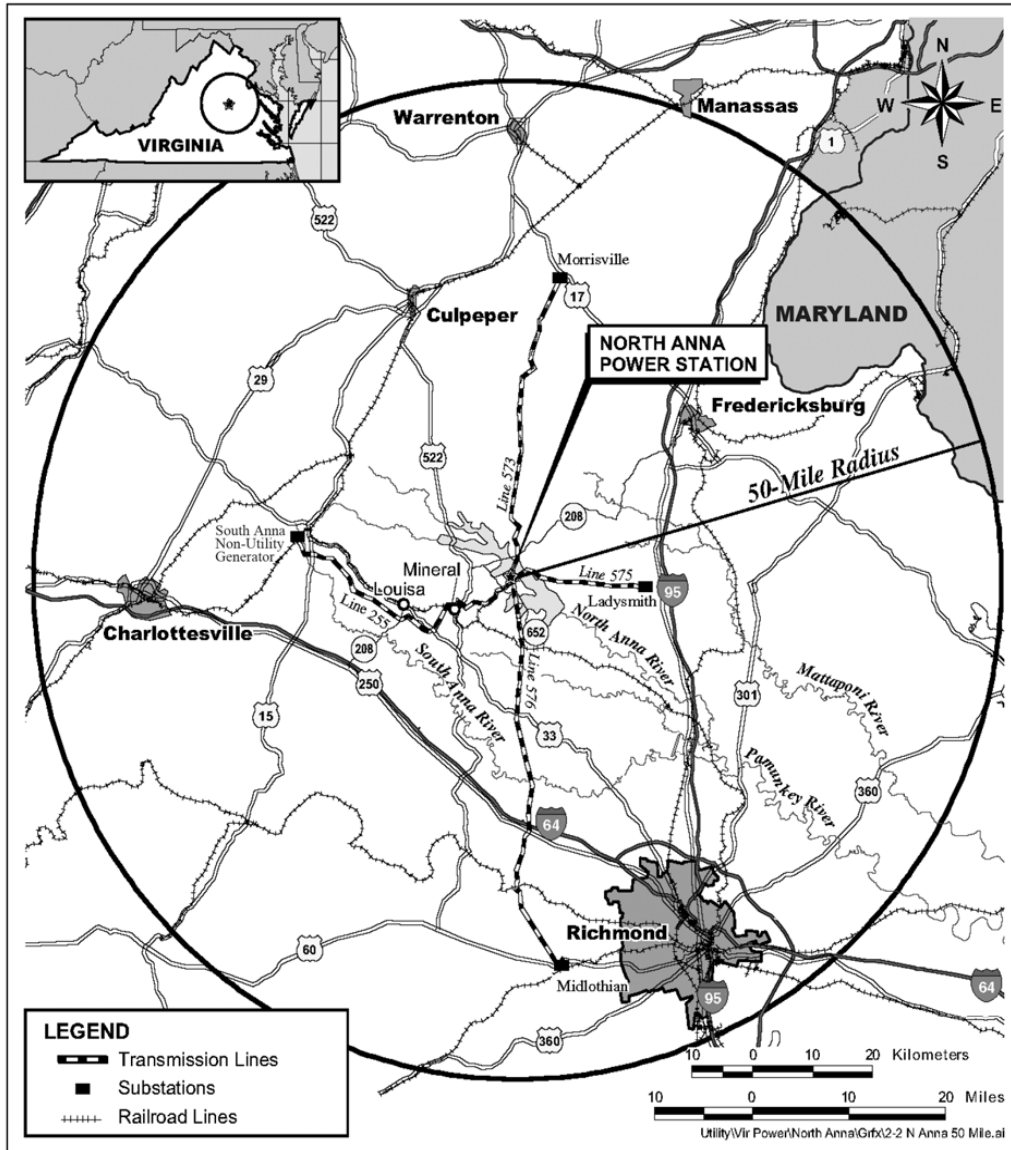 VIRGINIA
N
W
E
S
Manassas
Warrenton
1
522
Morrisville
17
Culpeper
MARYLAND
NORTH ANNA
POWER STATION
29
Fredericksburg
522
Line 573
50-Mile Radius
208
South Anna
Non-Utility
Generator
Mineral
Louisa
Line 575
95
Ladysmith
Line 255
652
North Anna River
Charlottesville
208
250
South Anna River
Line 576
Mattaponi River
301
15
33
Pamunkey River
360
64
Richmond
60
Midlothian
95
64
360
LEGEND
Transmission Lines
Substations
Railroad Lines
10 0 10 20 Kilometers
10 0 10 20 Miles
Utility\Vir Power\North Anna\Grfx\2-2 N Anna 50 Mile.ai